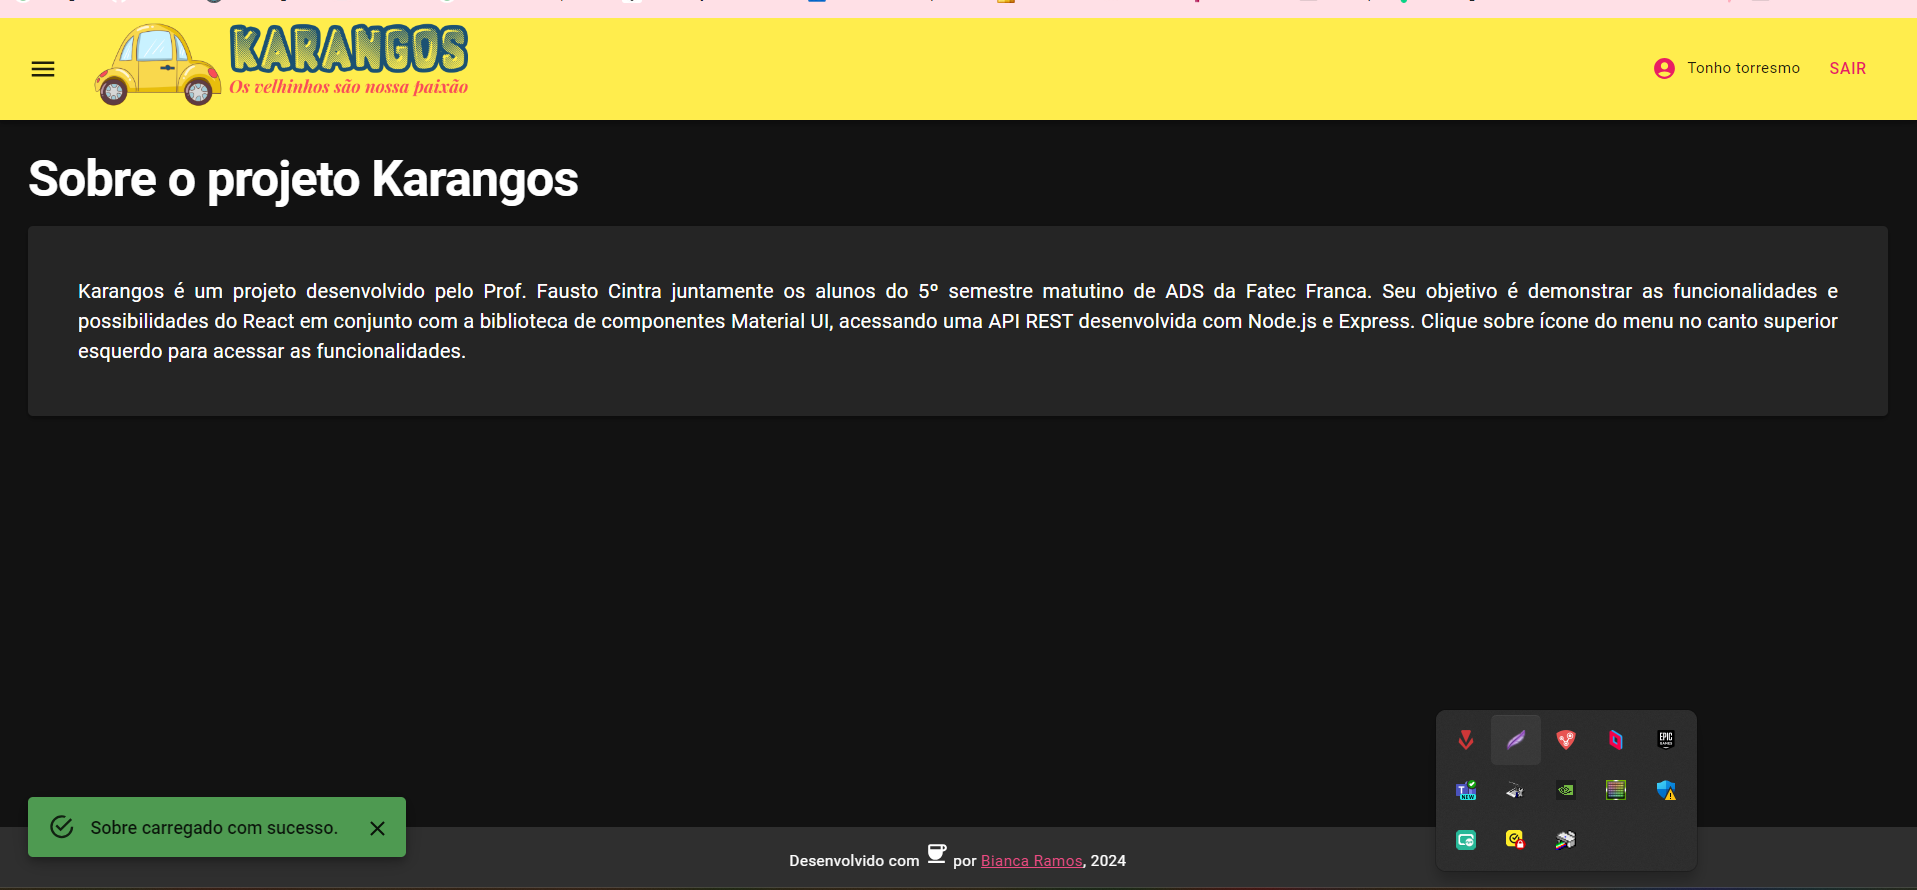 KARANGOS
Os velhinhos são nossa paixão
Tonho torresmo SAIR
Sobre o projeto Karangos
Karangos é um projeto desenvolvido pelo Prof. Fausto Cintra juntamente os alunos do 5º semestre matutino de ADS da Fatec Franca. Seu objetivo é demonstrar as funcionalidades e
possibilidades do React em conjunto com a biblioteca de componentes Material UI, acessando uma API REST desenvolvida com Node.js e Express. Clique sobre ícone do menu no canto superior
esquerdo para acessar as funcionalidades.
EPIC
GAMES
NEW
Sobre carregado com sucesso.
Desenvolvido com por Bianca Ramos, 2024